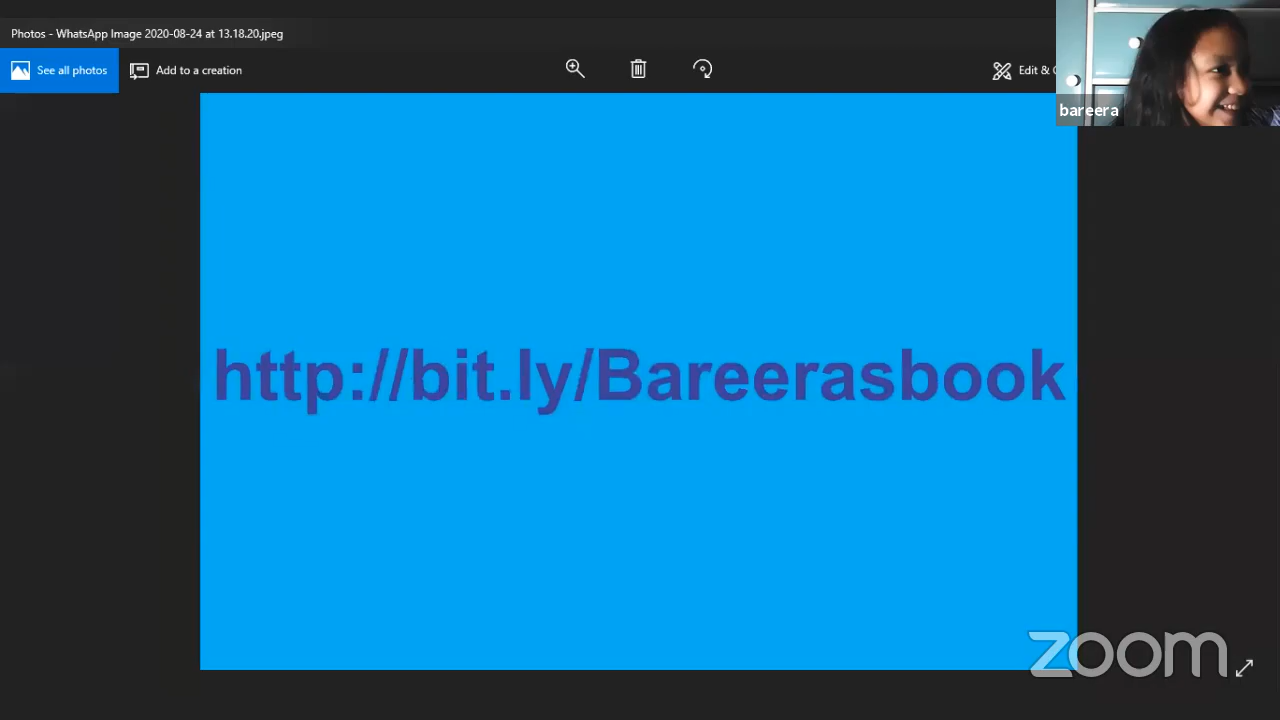 Photos - WhatsApp Image 2020-08-24 at 13.18.20.jpeg
See all photos
Add to a creation
Edit &
bareera
http://bit.ly/Bareerasbook
zoom